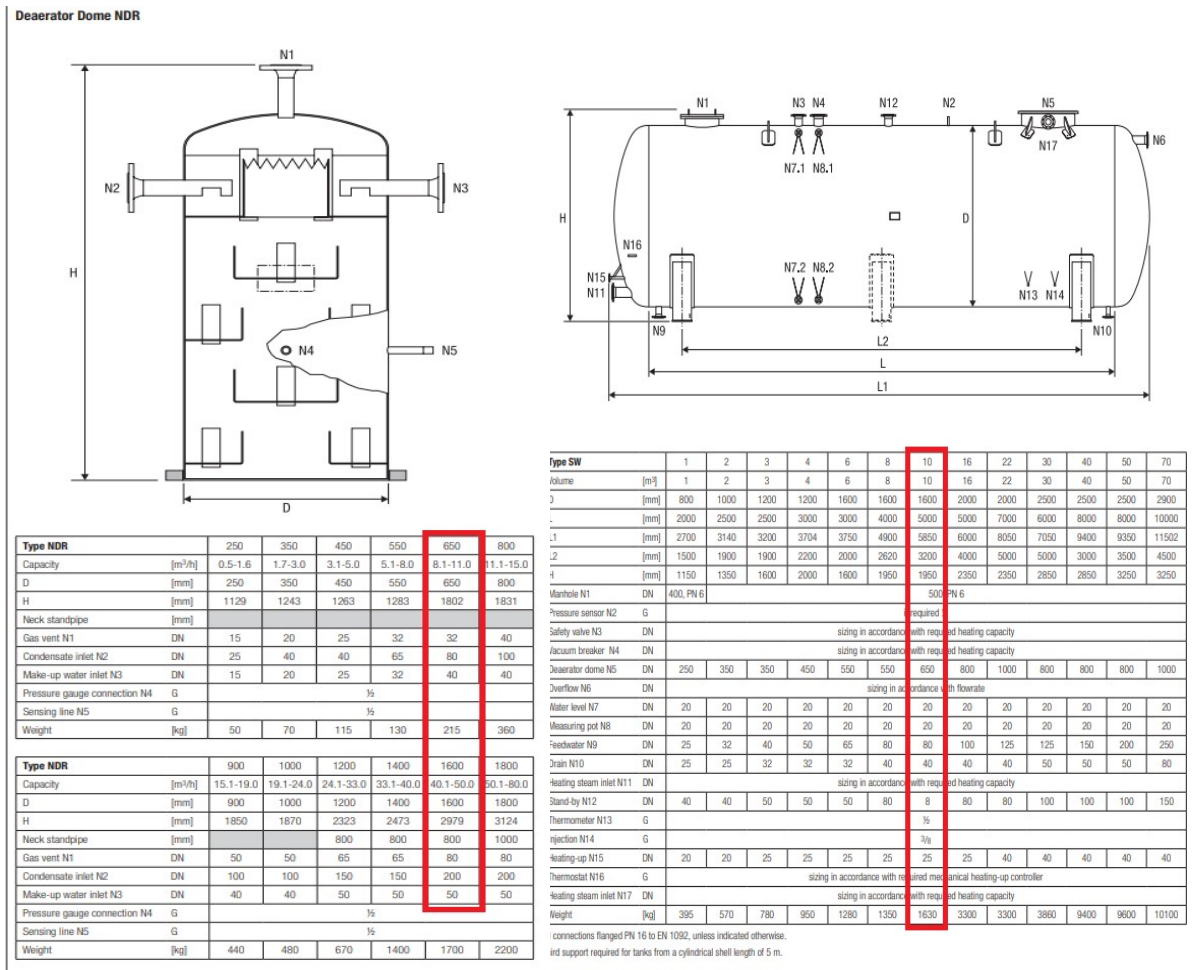 Deaerator Dome NDR
N1
N2
N3
H
N4
N5
D
N1 N3 N4 N12 N2 N5
N6
N17
N7.1 N8.1
H
D
N16
N15
N11
N7.2 N8.2
N13 N14
N9
N10
L2
L
L1
Type NDR 250 350 450 550 650 800
Capacity [m³/h] 0.5-1.6 1.7-3.0 3.1-5.0 5.1-8.0 8.1-11.0 11.1-15.0
D [mm] 250 350 450 550 650 800
H [mm] 1129 1243 1263 1283 1802 1831
Neck standpipe [mm]
Gas vent N1 DN 15 20 25 32 32 40
Condensate inlet N2 DN 25 40 40 65 80 100
Make-up water inlet N3 DN 15 20 25 32 40 40
Pressure gauge connection N4 G ½
Sensing line N5 G ½
Weight [kg] 50 70 115 130 215 360
Type NDR 900 1000 1200 1400 1600 1800
Capacity [m³/h] 15.1-19.0 19.1-24.0 24.1-33.0 33.1-40.0 40.1-50.0 50.1-80.0
D [mm] 900 1000 1200 1400 1600 1800
H [mm] 1850 1870 2323 2473 2979 3124
Neck standpipe [mm] 800 800 800 1000
Gas vent N1 DN 50 50 65 65 80 80
Condensate inlet N2 DN 100 100 150 150 200 200
Make-up water inlet N3 DN 40 40 50 50 50 50
Pressure gauge connection N4 G ½
Sensing line N5 G ½
Weight [kg] 440 480 670 1400 1700 2200
Type SW 1 2 3 4 6 8 10 16 22 30 40 50 70
Volume [m³] 1 2 3 4 6 8 10 16 22 30 40 50 70
D [mm] 800 1000 1200 1200 1600 1600 1600 2000 2000 2500 2500 2500 2900
L [mm] 2000 2500 2500 3000 3000 4000 5000 5000 7000 6000 8000 8000 10000
L1 [mm] 2700 3140 3200 3704 3750 4900 5850 6000 8050 7050 9400 9350 11502
L2 [mm] 1500 1900 1900 2200 2000 2620 3200 4000 5000 5000 3000 3500 4500
H [mm] 1150 1350 1600 2000 1600 1950 1950 2350 2350 2850 2850 3250 3250
Manhole N1 DN 400, PN 6 500, PN 6
Pressure sensor N2 G required
Safety valve N3 DN sizing in accordance with required heating capacity
Vacuum breaker N4 DN sizing in accordance with required heating capacity
Deaerator dome N5 DN 250 350 350 450 550 550 650 800 1000 800 800 800 1000
Overflow N6 DN sizing in accordance with flowrate
Water level N7 DN 20 20 20 20 20 20 20 20 20 20 20 20 20
Measuring pot N8 DN 20 20 20 20 20 20 20 20 20 20 20 20 20
Feedwater N9 DN 25 32 40 50 65 80 80 100 125 125 150 200 250
Drain N10 DN 25 25 32 32 32 40 40 40 40 50 50 50 80
Heating steam inlet N11 DN sizing in accordance with required heating capacity
Stand-by N12 DN 40 40 50 50 50 80 8 80 80 100 100 100 150
Thermometer N13 G ½
Injection N14 G 3/8
Heating-up N15 DN 20 20 25 25 25 25 25 25 40 40 40 40 40
Thermostat N16 G sizing in accordance with required mechanical heating-up controller
Heating steam inlet N17 DN sizing in accordance with required heating capacity
Weight [kg] 395 570 780 950 1280 1350 1630 3300 3300 3860 9400 9600 10100
connections flanged PN 16 to EN 1092, unless indicated otherwise.
ird support required for tanks from a cylindrical shell length of 5 m.